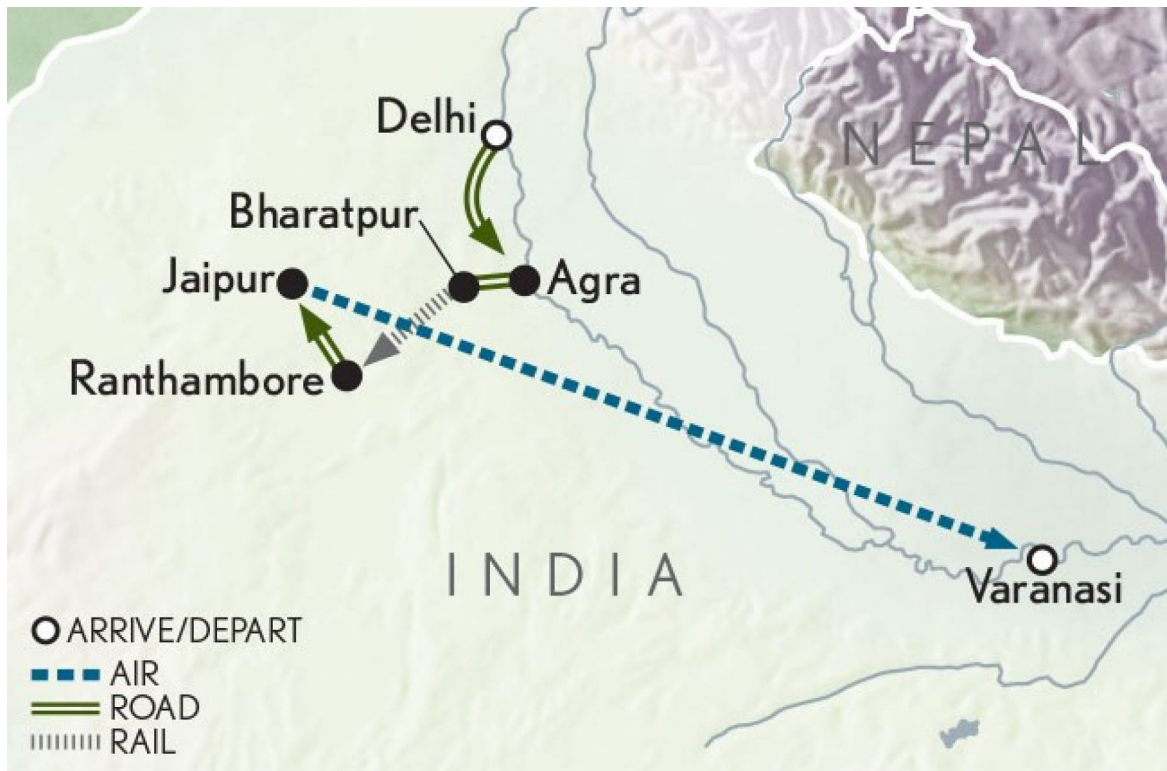 Delhi
NEPAL
Bharatpur
Jaipur
Agra
Ranthambore
INDIA
Varanasi
ARRIVE/DEPART
AIR
ROAD
RAIL